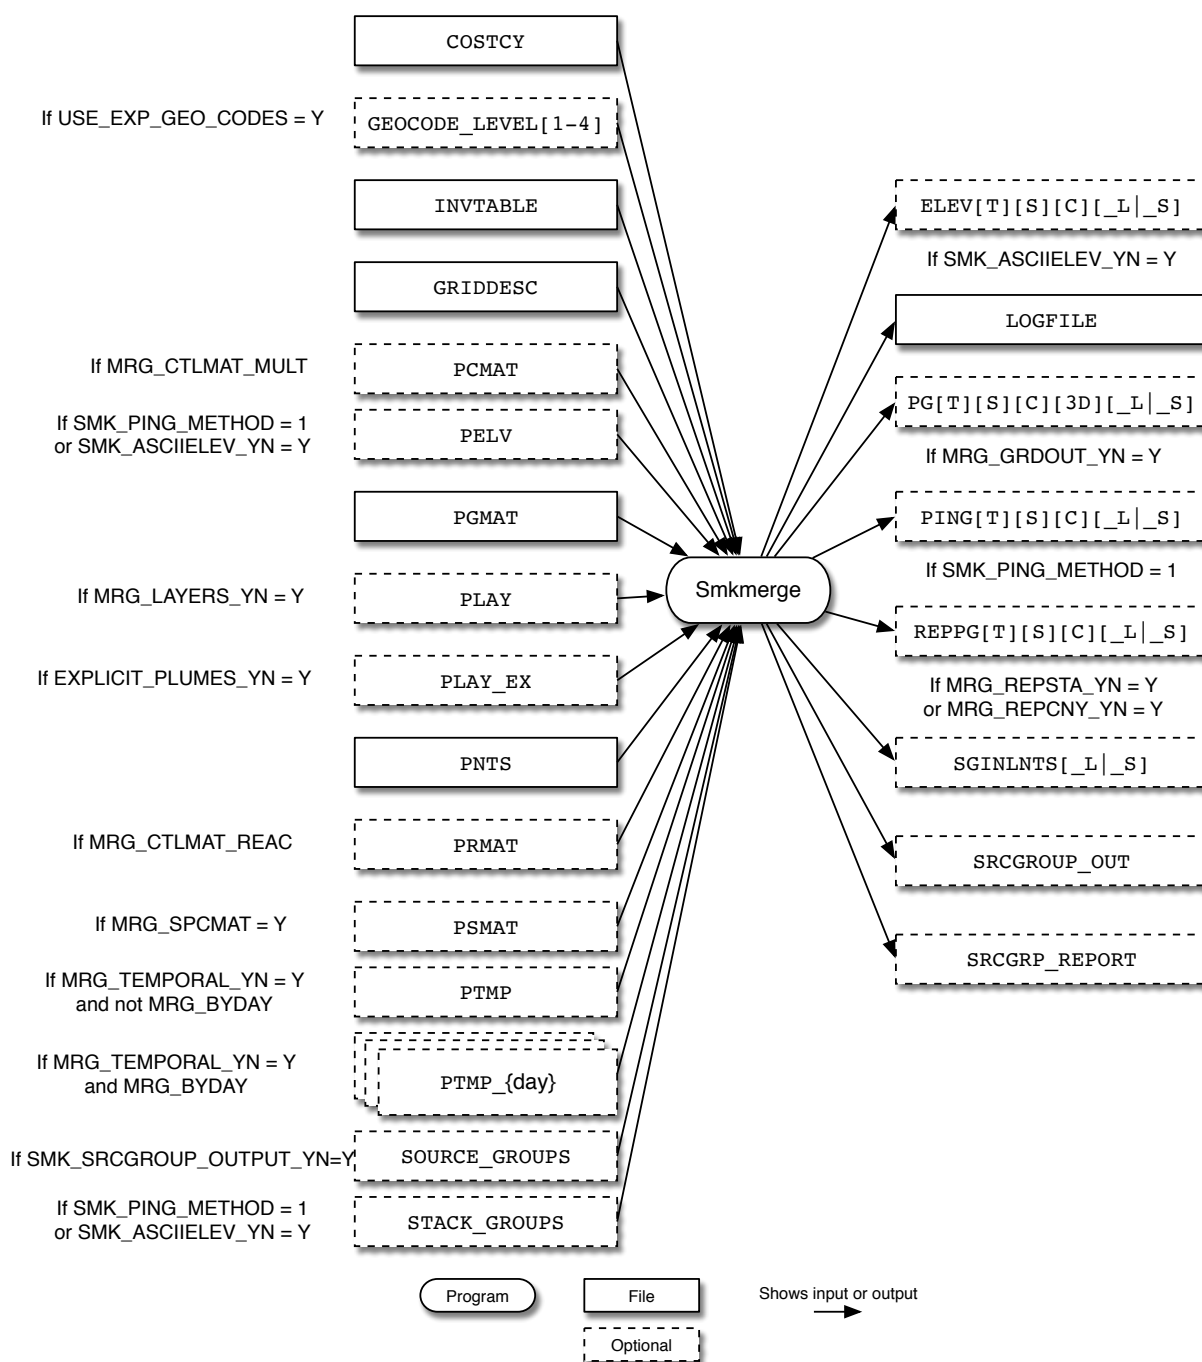 COSTCY
If USE_EXP_GEO_CODES = Y
GEOCODE_LEVEL[1-4]
INVTABLE
GRIDDESC
If MRG_CTLMAT_MULT
PCMAT
If SMK_PING_METHOD = 1
or SMK_ASCIIELEV_YN = Y
PELV
PGMAT
If MRG_LAYERS_YN = Y
PLAY
If EXPLICIT_PLUMES_YN = Y
PLAY_EX
PNTS
If MRG_CTLMAT_REAC
PRMAT
If MRG_SPCMAT = Y
PSMAT
If MRG_TEMPORAL_YN = Y
and not MRG_BYDAY
PTMP
If MRG_TEMPORAL_YN = Y
and MRG_BYDAY
PTMP_{day}
If SMK_SRCGROUP_OUTPUT_YN=Y
SOURCE_GROUPS
If SMK_PING_METHOD = 1
or SMK_ASCIIELEV_YN = Y
STACK_GROUPS
Smkmerge
ELEV[T][S][C][_L|_S]
If SMK_ASCIIELEV_YN = Y
LOGFILE
PG[T][S][C][3D][_L|_S]
If MRG_GRDOUT_YN = Y
PING[T][S][C][_L|_S]
If SMK_PING_METHOD = 1
REPPG[T][S][C][_L|_S]
If MRG_REPSTA_YN = Y
or MRG_REPCNY_YN = Y
SGINLNTS[_L|_S]
SRCGROUP_OUT
SRCGRP_REPORT
Program
File
Shows input or output
Optional